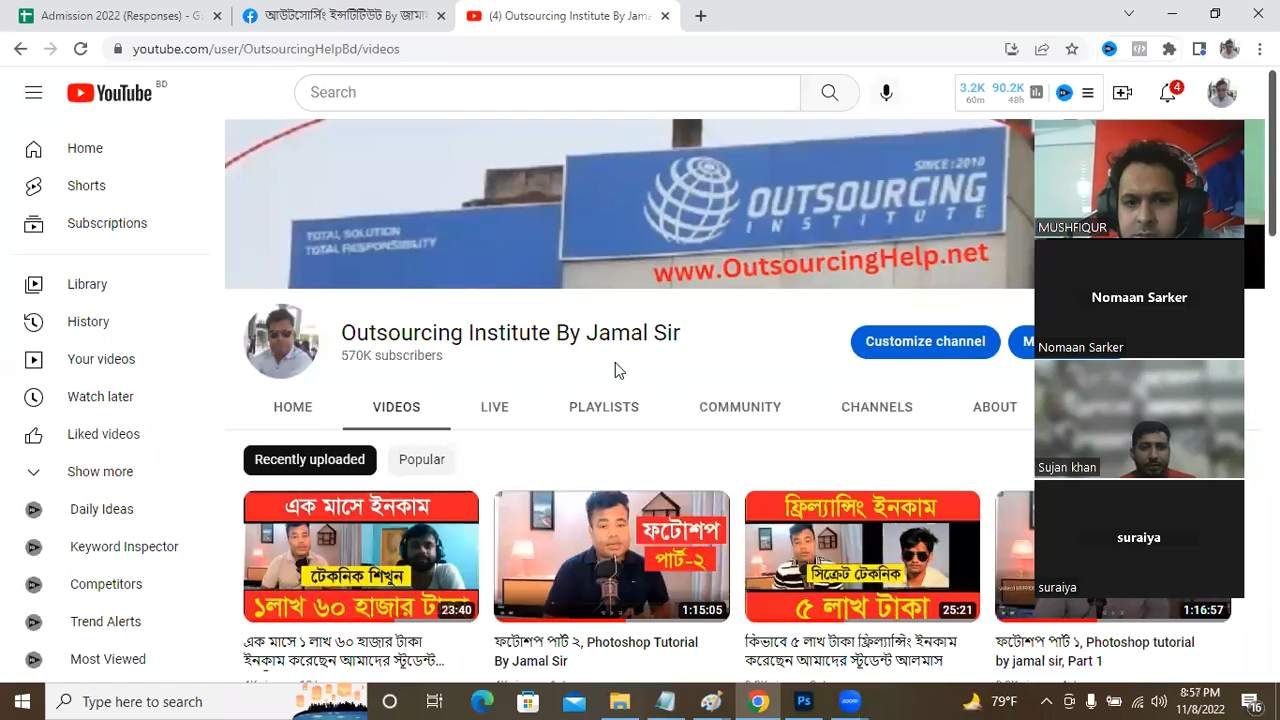 Admission 2022 (Responses) - Go
আউটসোর্সিং ইন্সটিটিউট By জামা
(4) Outsourcing Institute By Jama
youtube.com/user/OutsourcingHelpBd/videos
YouTube BD
Search
3.2K 90.2K
60m 48h
4
Home
Shorts
Subscriptions
Library
History
Your videos
Watch later
Liked videos
Show more
Daily Ideas
Keyword Inspector
Competitors
Trend Alerts
Most Viewed
TOTAL SOLUTION
TOTAL RESPONSIBILITY
SINCE:2010
OUTSOURCING
INSTITUTE
www.OutsourcingHelp.net
Outsourcing Institute By Jamal Sir
570K subscribers
Customize channel
M
HOME
VIDEOS
LIVE
PLAYLISTS
COMMUNITY
CHANNELS
ABOUT
Recently uploaded
Popular
এক মাসে ইনকাম
টেকনিক শিখুন
১লাখ ৬০ হাজার টাকা
23:40
এক মাসে ১ লাখ ৬০ হাজার টাকা
ইনকাম করেছেন আমাদের স্টুডেন্ট...
ফটোশপ
পার্ট-২
1:15:05
ফটোশপ পার্ট ২, Photoshop Tutorial
By Jamal Sir
ফ্রিল্যান্সিং ইনকাম
সিক্রেট টেকনিক
৫ লাখ টাকা
25:21
কিভাবে ৫ লাখ টাকা ফ্রিল্যান্সিং ইনকাম
করেছেন আমাদের স্টুডেন্ট আলমাস
1:16:57
ফটোশপ পার্ট ১, Photoshop tutorial
by jamal sir, Part 1
MUSHFIQUR
Nomaan Sarker
Nomaan Sarker
Sujan khan
suraiya
suraiya
Type here to search
Ps
zoom
79°F
8:57 PM
11/8/2022
16